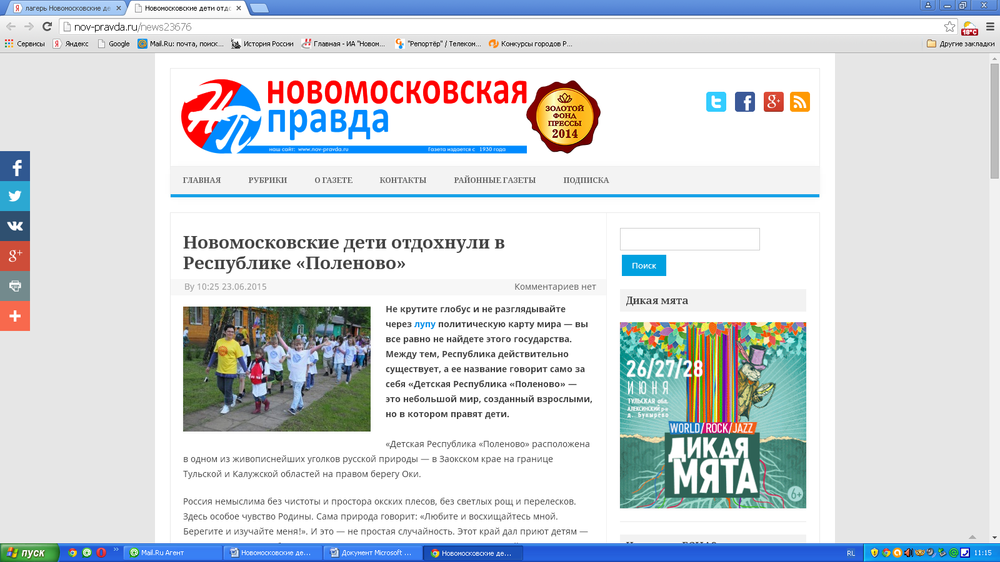 лагерь Новомосковские де
Новомосковские дети отдо
nov-pravda.ru/news23676
18°C
Сервисы
Яндекс
Google
Mail.Ru: почта, поиск...
История России
Главная - ИА "Новом...
"Репортёр" / Телеком...
Конкурсы городов Р...
Другие закладки
НОВОМОСКОВСКАЯ
правда
наш сайт: www.nov-pravda.ru
Газета издается с 1930 года
ЗОЛОТОЙ
ФОНД
ПРЕССЫ
2014
ГЛАВНАЯ
РУБРИКИ
О ГАЗЕТЕ
КОНТАКТЫ
РАЙОННЫЕ ГАЗЕТЫ
ПОДПИСКА
Новомосковские дети отдохнули в
Республике «Поленово»
By 10:25 23.06.2015
Комментариев нет
Не крутите глобус и не разглядывайте
через лупу политическую карту мира — вы
все равно не найдете этого государства.
Между тем, Республика действительно
существует, а ее название говорит само за
себя «Детская Республика «Поленово» —
это небольшой мир, созданный взрослыми,
но в котором правят дети.
«Детская Республика «Поленово» расположена
в одном из живописнейших уголков русской природы — в Заокском крае на границе
Тульской и Калужской областей на правом берегу Оки.
Россия немыслима без чистоты и простора окских плесов, без светлых рощ и перелесков.
Здесь особое чувство Родины. Сама природа говорит: «Любите и восхищайтесь мной.
Берегите и изучайте меня!». И это — не простая случайность. Этот край дал приют детям —
Поиск
Дикая мята
26/27/28
ИЮНЯ
ТУЛЬСКАЯ обл.
АЛЕКСИНСКИЙ р-н
д. Бунырёво
WORLD/ROCK/JAZZ
ДИКАЯ
МЯТА
6+
пуск
Mail.Ru Агент
Новомосковские де...
Документ Microsoft ...
Новомосковские де...
RU
11:15